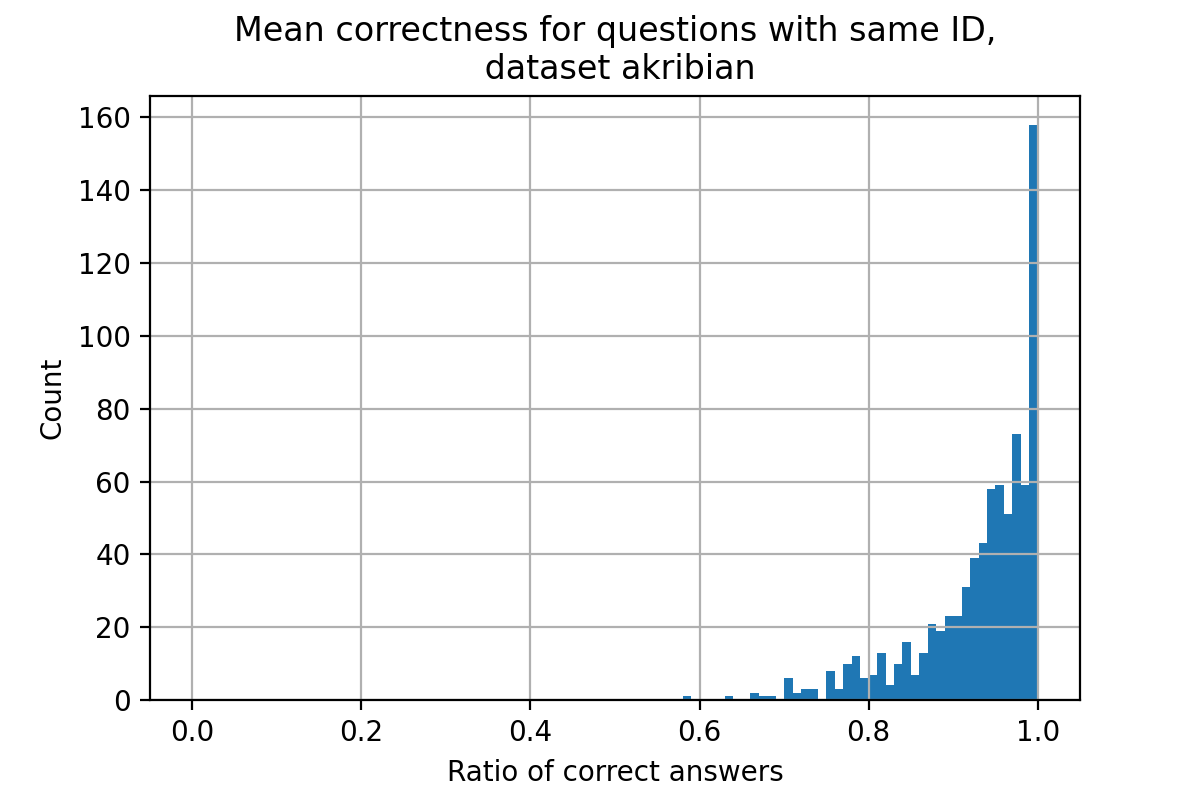 Mean correctness for questions with same ID,
dataset akribian
160
140
120
100
80
60
40
20
0
Count
0.0 0.2 0.4 0.6 0.8 1.0
Ratio of correct answers